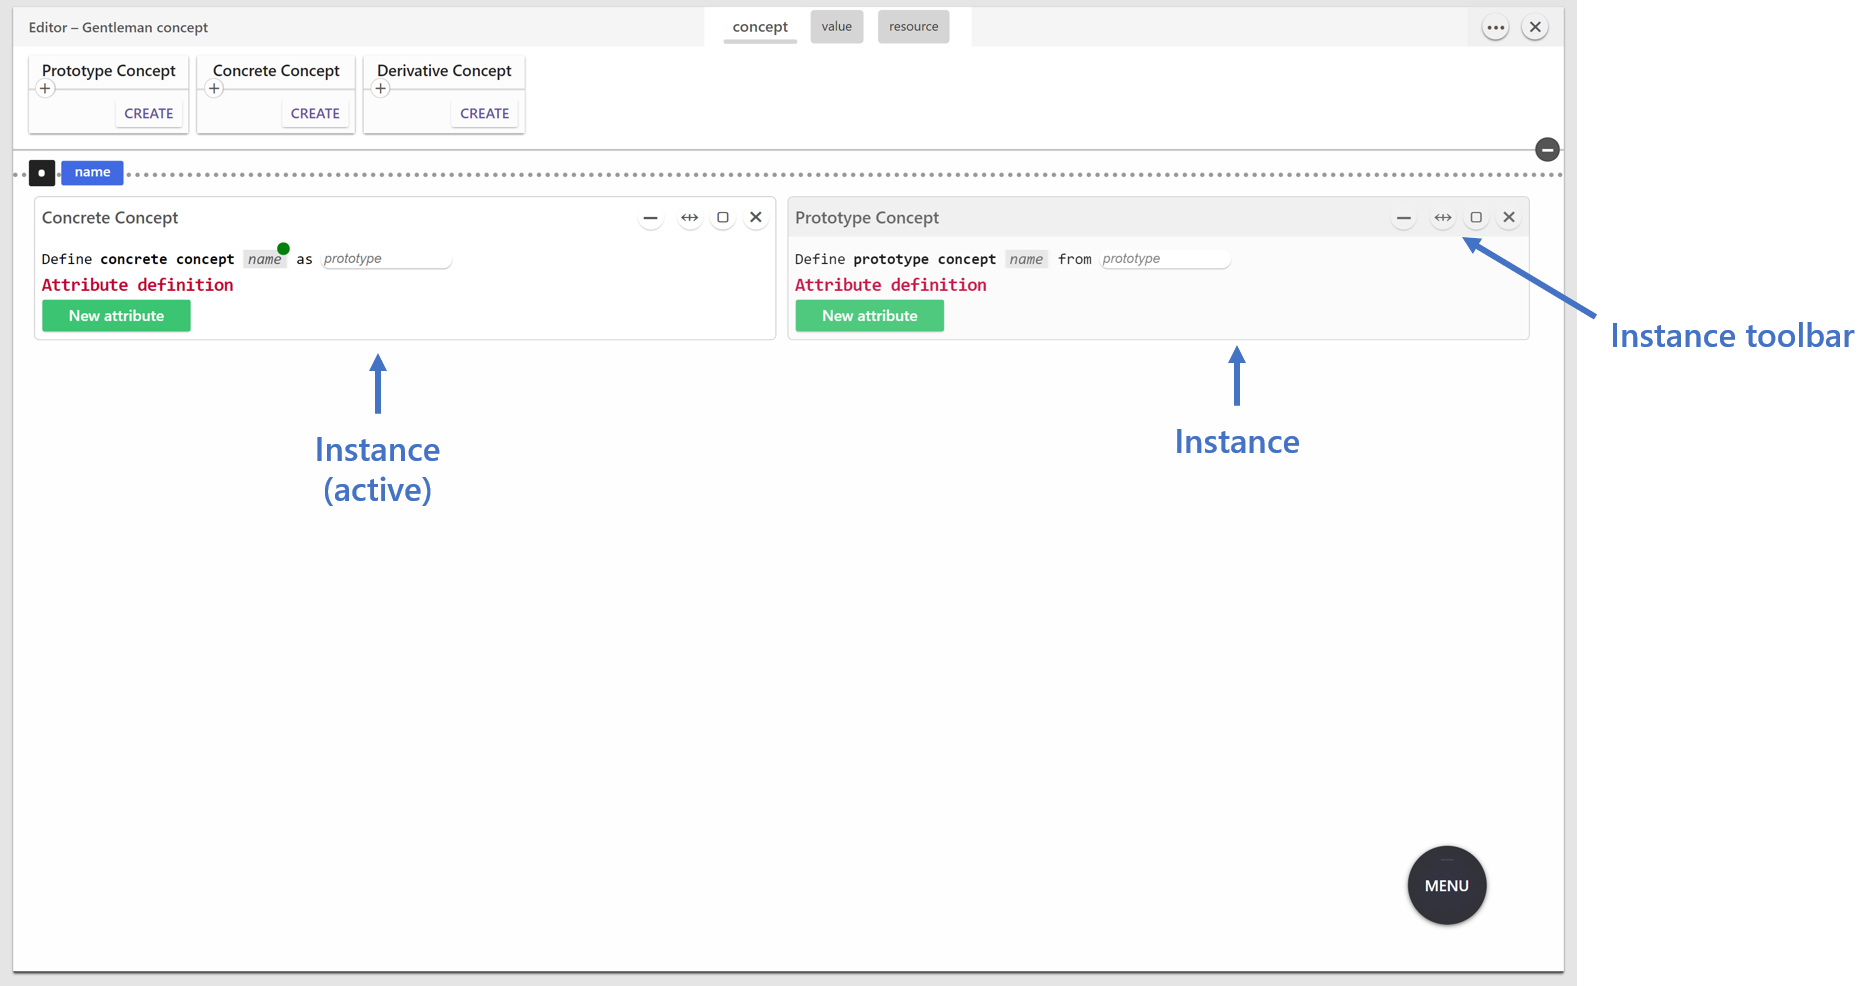 Editor – Gentleman concept
concept
value
resource
Prototype Concept
CREATE
Concrete Concept
CREATE
Derivative Concept
CREATE
name
Concrete Concept
Define concrete concept name as prototype
Attribute definition
New attribute
Prototype Concept
Define prototype concept name from prototype
Attribute definition
New attribute
Instance toolbar
Instance
(active)
Instance
MENU